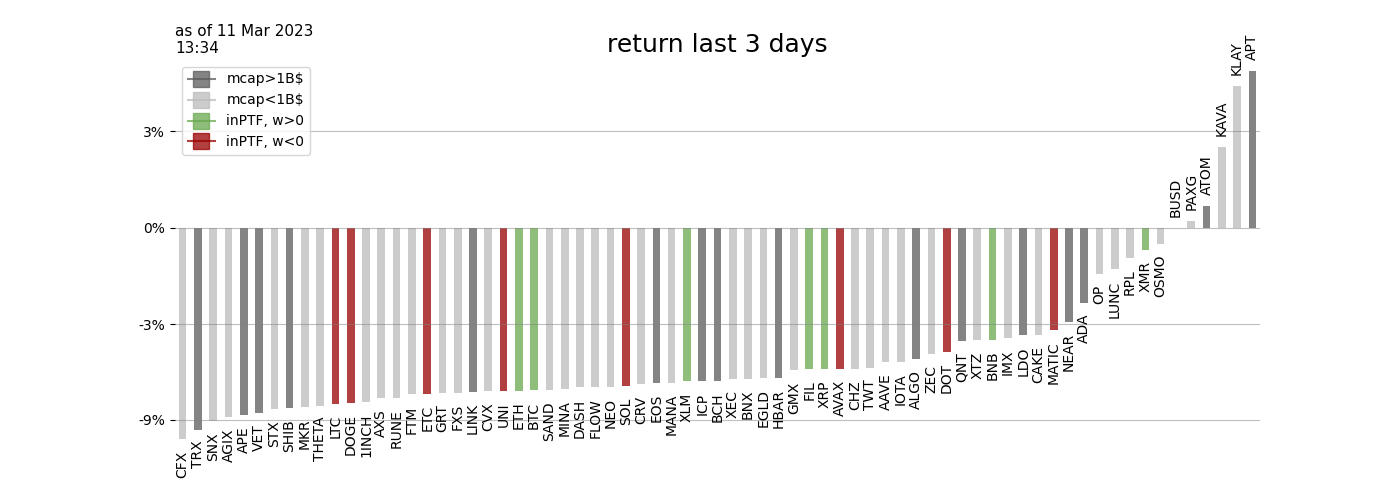 as of 11 Mar 2023
13:34
return last 3 days
mcap>1B$
mcap<1B$
inPTF, w>0
inPTF, w<0
3%
0%
-3%
-9%
CFX
TRX
SNX
AGIX
APE
VET
STX
SHIB
MKR
THETA
LTC
DOGE
1INCH
AXS
RUNE
FTM
ETC
GRT
FXS
LINK
CVX
UNI
ETH
BTC
SAND
MINA
DASH
FLOW
NEO
SOL
CRV
EOS
MANA
XLM
ICP
BCH
XEC
BNX
EGLD
HBAR
GMX
FIL
XRP
AVAX
CHZ
TWT
AAVE
IOTA
ALGO
ZEC
DOT
QNT
XTZ
BNB
IMX
LDO
CAKE
MATIC
NEAR
ADA
OP
LUNC
RPL
XMR
OSMO
BUSD
PAXG
ATOM
KAVA
KLAY
APT